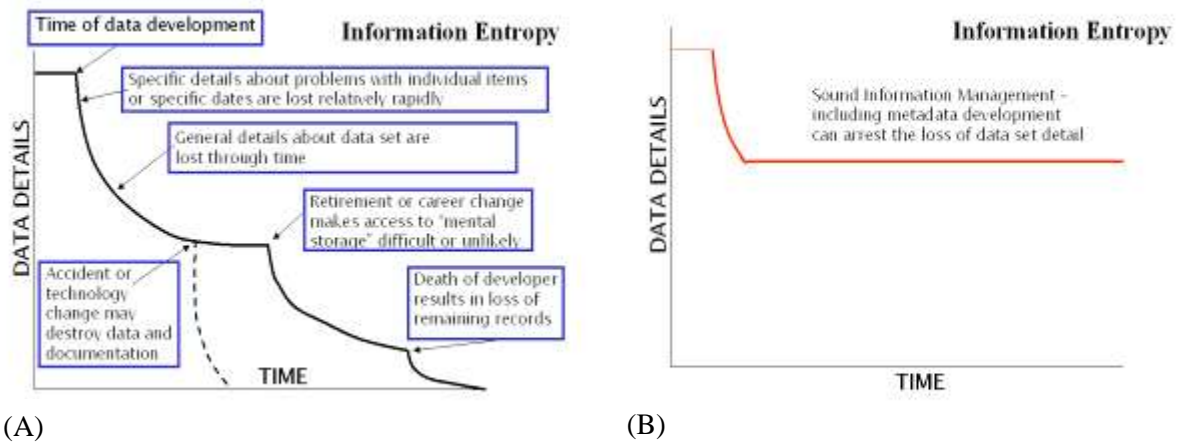 Time of data development
Information Entropy
Specific details about problems with individual items
or specific dates are lost relatively rapidly
General details about data set are
lost through time
Retirement or career change
makes access to "mental
storage" difficult or unlikely
Accident or
technology
change may
destroy data and
documentation
Death of developer
results in loss of
remaining records
DATA DETAILS
TIME
(A)
Information Entropy
Sound Information Management -
including metadata development
can arrest the loss of data set detail
DATA DETAILS
TIME
(B)